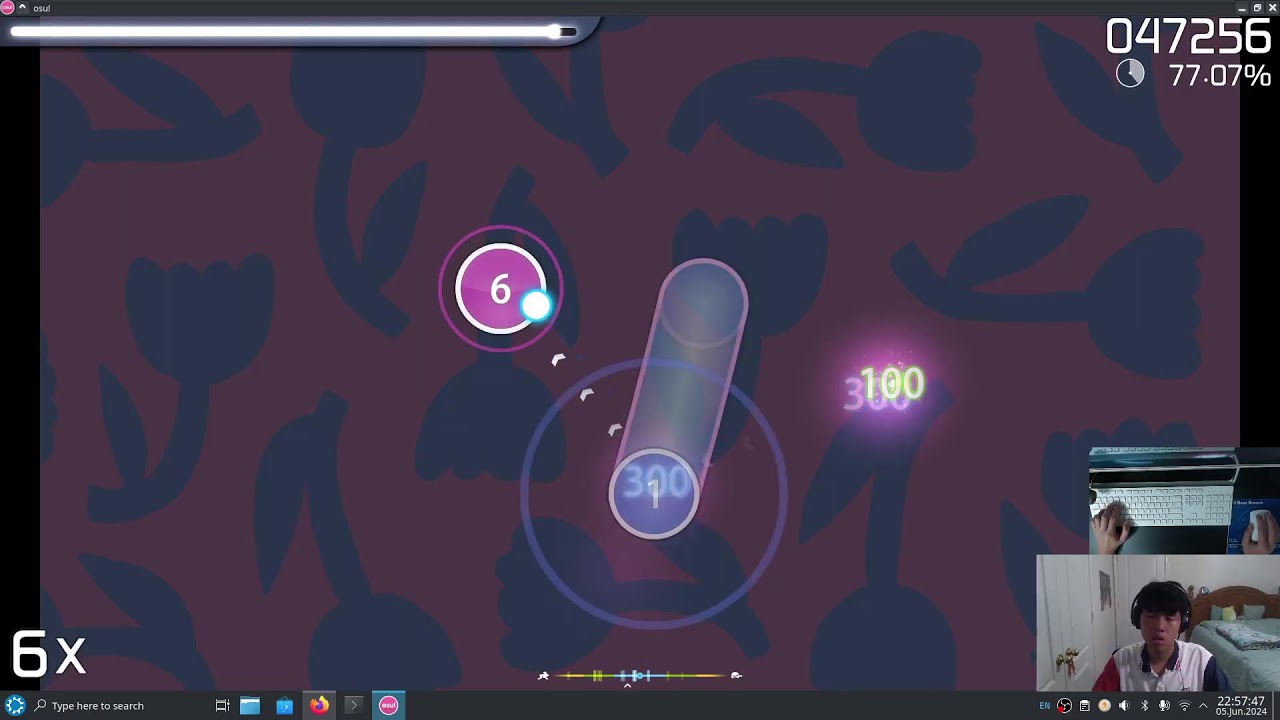 osu!
047256
77.07%
6
100
300
300
1
6x
Type here to search
osu!
EN
22:57:47
05.Jun.2024